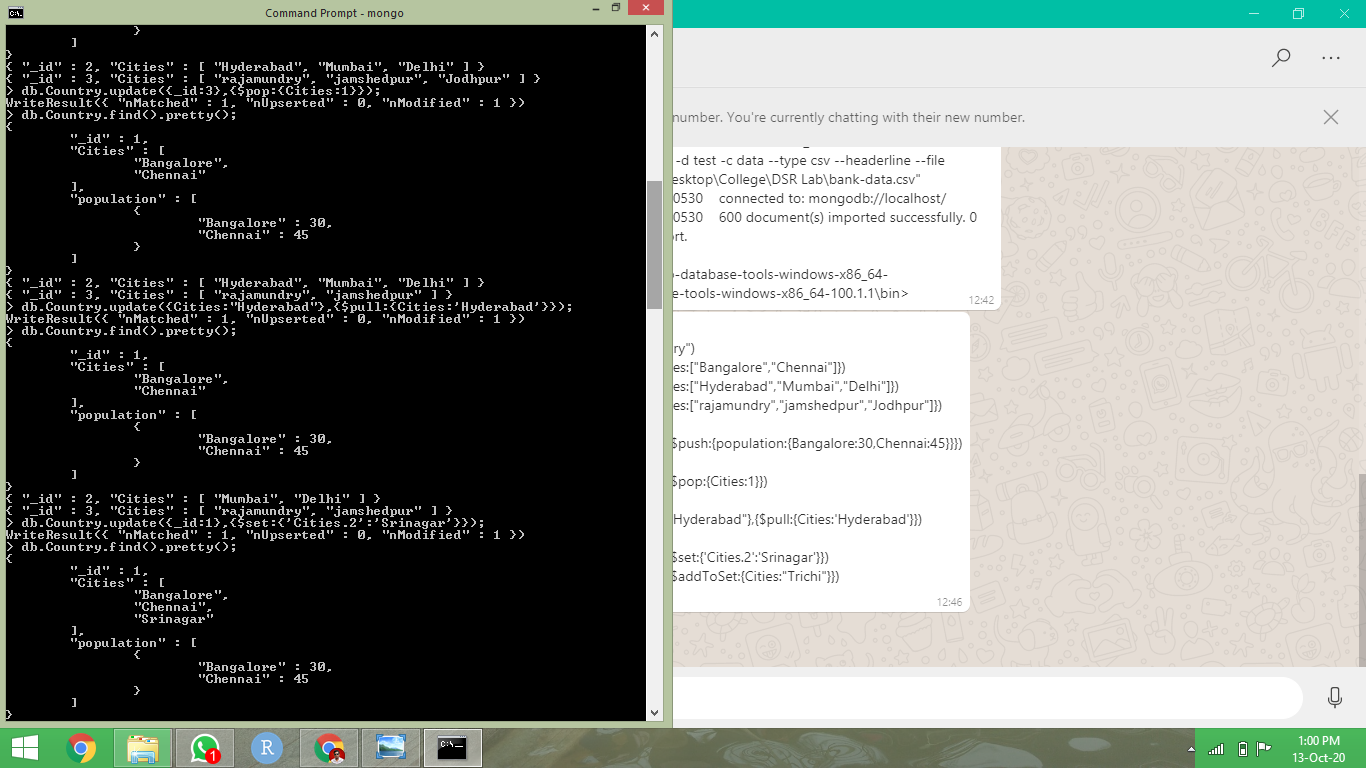 Command Prompt - mongo
}
]
}
{ "_id" : 2, "Cities" : [ "Hyderabad", "Mumbai", "Delhi" ] }
{ "_id" : 3, "Cities" : [ "rajamundry", "jamshedpur", "Jodhpur" ] }
> db.Country.update({_id:3},{$pop:{Cities:1}});
WriteResult({ "nMatched" : 1, "nUpserted" : 0, "nModified" : 1 })
> db.Country.find().pretty();
{
"_id" : 1,
"Cities" : [
"Bangalore",
"Chennai"
],
"population" : [
{
"Bangalore" : 30,
"Chennai" : 45
}
]
}
{ "_id" : 2, "Cities" : [ "Hyderabad", "Mumbai", "Delhi" ] }
{ "_id" : 3, "Cities" : [ "rajamundry", "jamshedpur" ] }
> db.Country.update({Cities:"Hyderabad"},{$pull:{Cities:'Hyderabad'}});
WriteResult({ "nMatched" : 1, "nUpserted" : 0, "nModified" : 1 })
> db.Country.find().pretty();
{
"_id" : 1,
"Cities" : [
"Bangalore",
"Chennai"
],
"population" : [
{
"Bangalore" : 30,
"Chennai" : 45
}
]
}
{ "_id" : 2, "Cities" : [ "Mumbai", "Delhi" ] }
{ "_id" : 3, "Cities" : [ "rajamundry", "jamshedpur" ] }
> db.Country.update({_id:1},{$set:{'Cities.2':'Srinagar'}});
WriteResult({ "nMatched" : 1, "nUpserted" : 0, "nModified" : 1 })
> db.Country.find().pretty();
{
"_id" : 1,
"Cities" : [
"Bangalore",
"Chennai",
"Srinagar"
],
"population" : [
{
"Bangalore" : 30,
"Chennai" : 45
}
]
}
number. You're currently chatting with their new number.
-d test -c data --type csv --headerline --file
esktop\College\DSR Lab\bank-data.csv"
0530 connected to: mongodb://localhost/
0530 600 document(s) imported successfully. 0
rt.
-database-tools-windows-x86_64-
e-tools-windows-x86_64-100.1.1\bin>
12:42
ry")
es:["Bangalore","Chennai"]})
es:["Hyderabad","Mumbai","Delhi"]})
es:["rajamundry","jamshedpur","Jodhpur"]})
$push:{population:{Bangalore:30,Chennai:45}}})
$pop:{Cities:1}})
Hyderabad"},{$pull:{Cities:'Hyderabad'}})
$set:{'Cities.2':'Srinagar'}})
$addToSet:{Cities:"Trichi"}})
12:46
1
R
C:\
1:00 PM
13-Oct-20